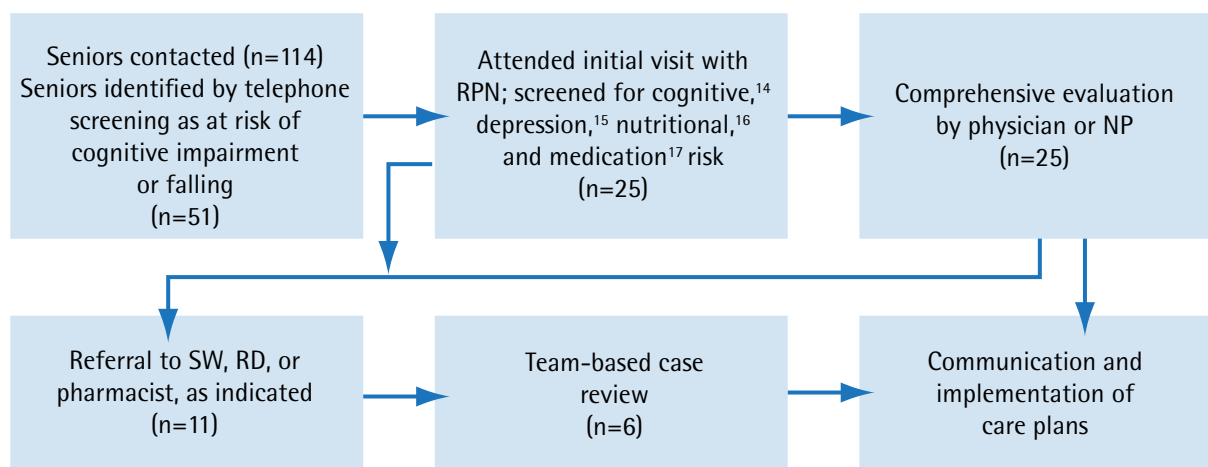 Seniors contacted (n=114)
Seniors identified by telephone
screening as at risk of
cognitive impairment
or falling
(n=51)
Attended initial visit with
RPN; screened for cognitive,¹⁴
depression,¹⁵ nutritional,¹⁶
and medication¹⁷ risk
(n=25)
Comprehensive evaluation
by physician or NP
(n=25)
Referral to SW, RD, or
pharmacist, as indicated
(n=11)
Team-based case
review
(n=6)
Communication and
implementation of
care plans